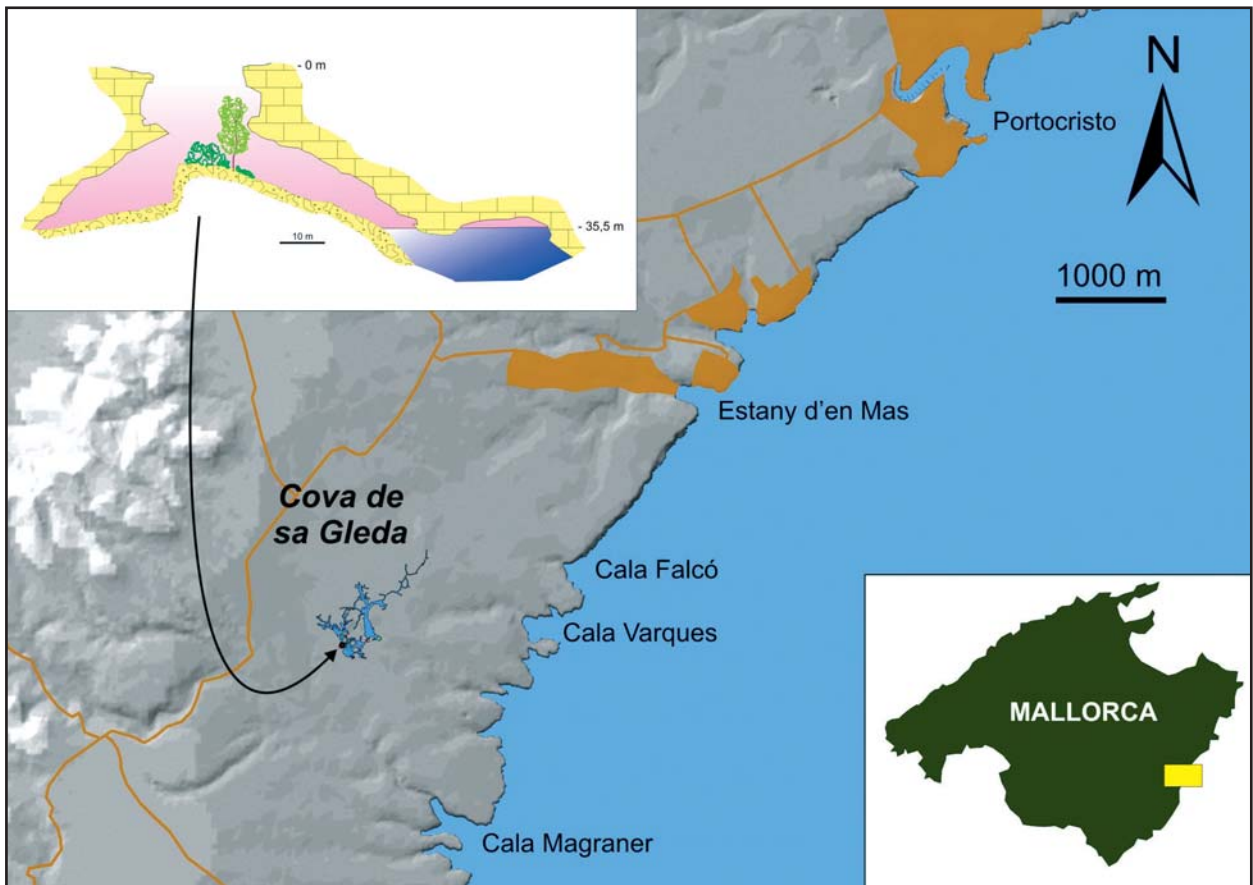 - 0 m
- 35,5 m
10 m
N
Portocristo
1000 m
Estany d'en Mas
Cova de
sa Gleda
Cala Falcó
Cala Varques
Cala Magraner
MALLORCA